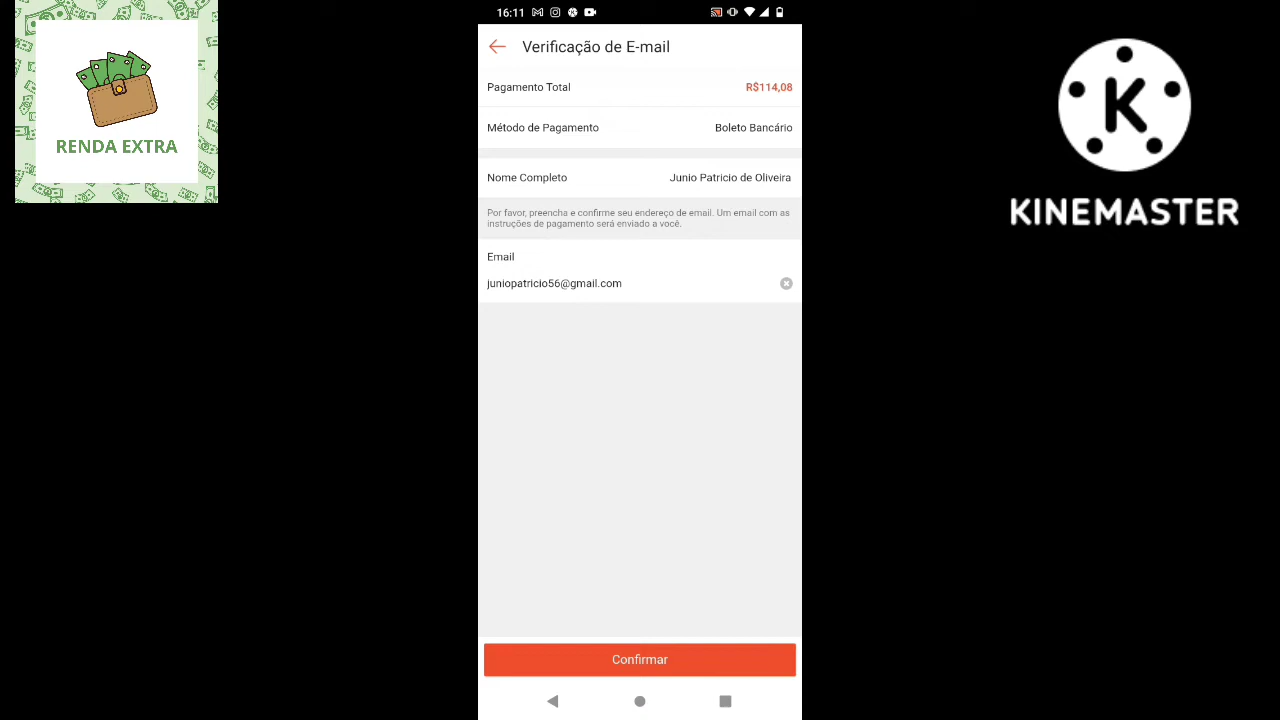 RENDA EXTRA
16:11
Verificação de E-mail
Pagamento Total R$114,08
Método de Pagamento Boleto Bancário
Nome Completo Junio Patricio de Oliveira
Por favor, preencha e confirme seu endereço de email. Um email com as
instruções de pagamento será enviado a você.
Email
juniopatricio56@gmail.com
Confirmar
K
KINEMASTER